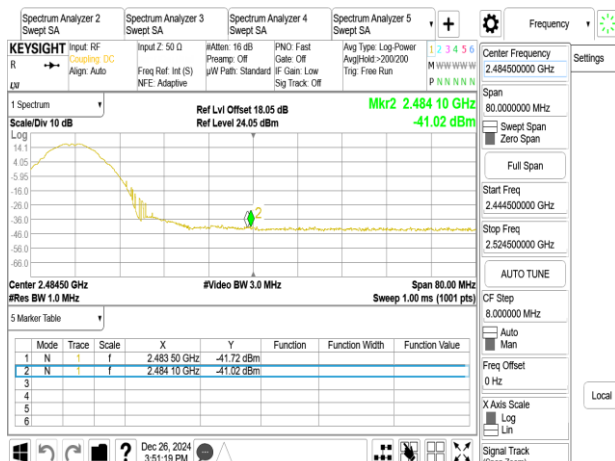 Spectrum Analyzer 2
Swept SA
Spectrum Analyzer 3
Swept SA
Spectrum Analyzer 4
Swept SA
Spectrum Analyzer 5
Swept SA
Frequency
KEYSIGHT
R
Input: RF
Coupling: DC
Align: Auto
Input Z: 50 Ω
Freq Ref: Int (S)
NFE: Adaptive
#Atten: 16 dB
Preamp: Off
µW Path: Standard
PNO: Fast
Gate: Off
IF Gain: Low
Sig Track: Off
Avg Type: Log-Power
Avg|Hold:>200/200
Trig: Free Run
1 2 3 4 5 6
M W W W W W
P N N N N N
1 Spectrum
Scale/Div 10 dB
Ref Lvl Offset 18.05 dB
Ref Level 24.05 dBm
Mkr2 2.484 10 GHz
-41.02 dBm
Log
14.1
4.05
-5.95
-16.0
-26.0
-36.0
-46.0
-56.0
-66.0
2
Center 2.48450 GHz
#Video BW 3.0 MHz
Span 80.00 MHz
#Res BW 1.0 MHz
Sweep 1.00 ms (1001 pts)
5 Marker Table
Mode Trace Scale X Y Function Function Width Function Value
1 N 1 f 2.483 50 GHz -41.72 dBm
2 N 1 f 2.484 10 GHz -41.02 dBm
3
4
5
6
Dec 26, 2024
3:51:19 PM
Center Frequency
2.484500000 GHz
Settings
Span
80.0000000 MHz
Swept Span
Zero Span
Full Span
Start Freq
2.444500000 GHz
Stop Freq
2.524500000 GHz
AUTO TUNE
CF Step
8.000000 MHz
Auto
Man
Freq Offset
0 Hz
Local
X Axis Scale
Log
Lin
Signal Track